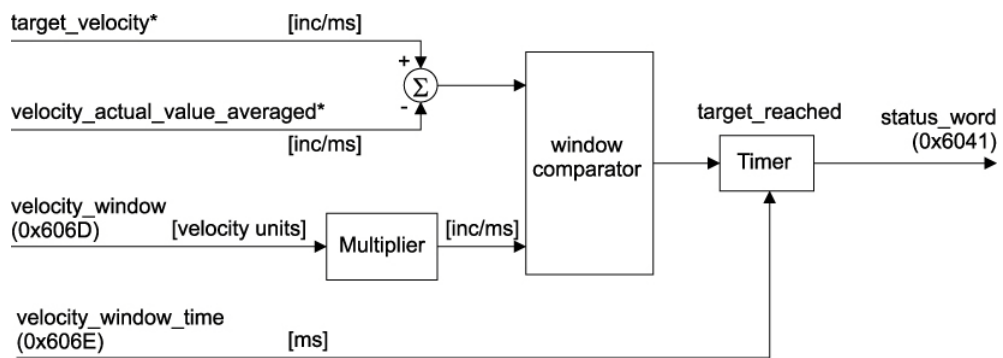 target_velocity*
[inc/ms]
+
Σ
-
velocity_actual_value_averaged*
[inc/ms]
window
comparator
target_reached
Timer
status_word
(0x6041)
velocity_window
(0x606D)
[velocity units]
Multiplier
[inc/ms]
velocity_window_time
(0x606E)
[ms]